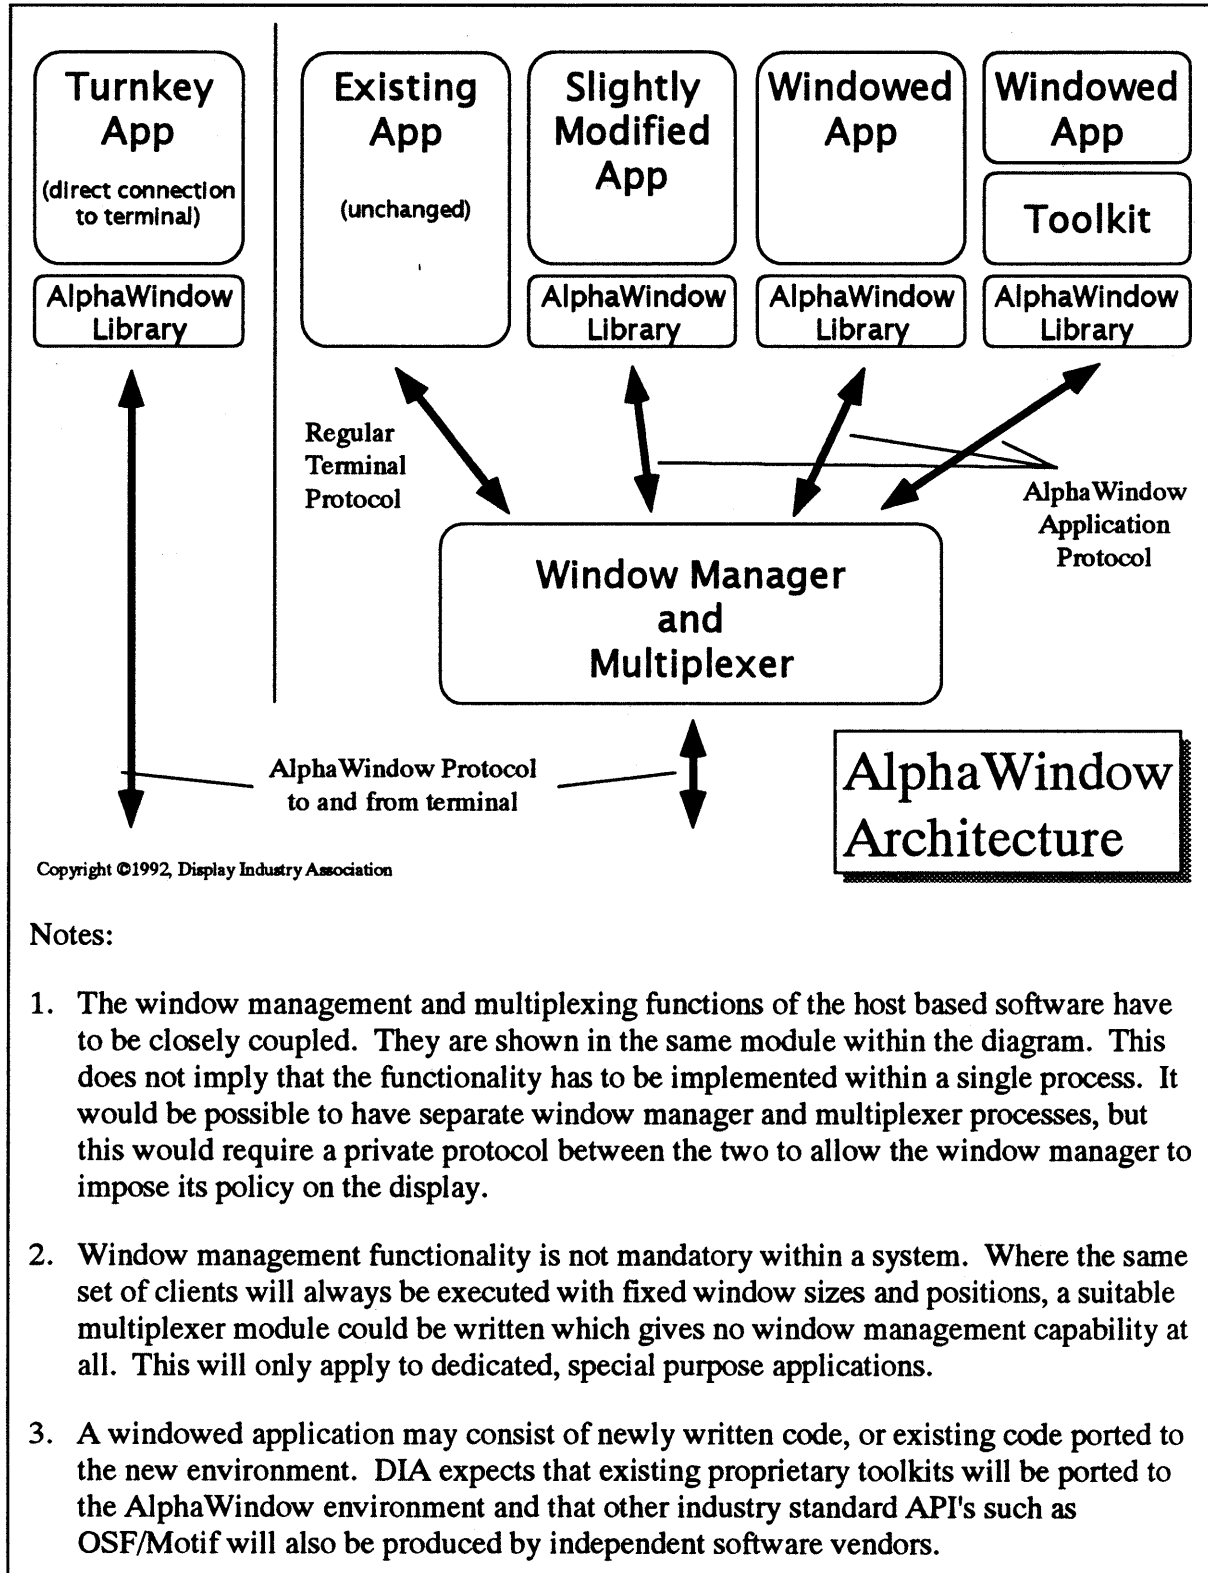 Turnkey
App
(direct connection
to terminal)
AlphaWindow
Library
Existing
App
(unchanged)
Slightly
Modified
App
AlphaWindow
Library
Windowed
App
AlphaWindow
Library
Windowed
App
Toolkit
AlphaWindow
Library
Regular
Terminal
Protocol
AlphaWindow
Application
Protocol
Window Manager
and
Multiplexer
AlphaWindow Protocol
to and from terminal
AlphaWindow
Architecture
Copyright ©1992, Display Industry Association
Notes:
1. The window management and multiplexing functions of the host based software have
to be closely coupled. They are shown in the same module within the diagram. This
does not imply that the functionality has to be implemented within a single process. It
would be possible to have separate window manager and multiplexer processes, but
this would require a private protocol between the two to allow the window manager to
impose its policy on the display.
2. Window management functionality is not mandatory within a system. Where the same
set of clients will always be executed with fixed window sizes and positions, a suitable
multiplexer module could be written which gives no window management capability at
all. This will only apply to dedicated, special purpose applications.
3. A windowed application may consist of newly written code, or existing code ported to
the new environment. DIA expects that existing proprietary toolkits will be ported to
the AlphaWindow environment and that other industry standard API's such as
OSF/Motif will also be produced by independent software vendors.